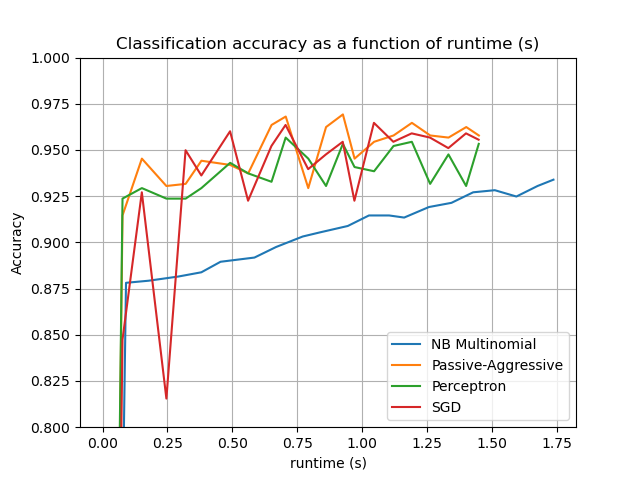 Classification accuracy as a function of runtime (s)
1.000
0.975
0.950
0.925
0.900
0.875
0.850
0.825
0.800
Accuracy
NB Multinomial
Passive-Aggressive
Perceptron
SGD
0.00 0.25 0.50 0.75 1.00 1.25 1.50 1.75
runtime (s)